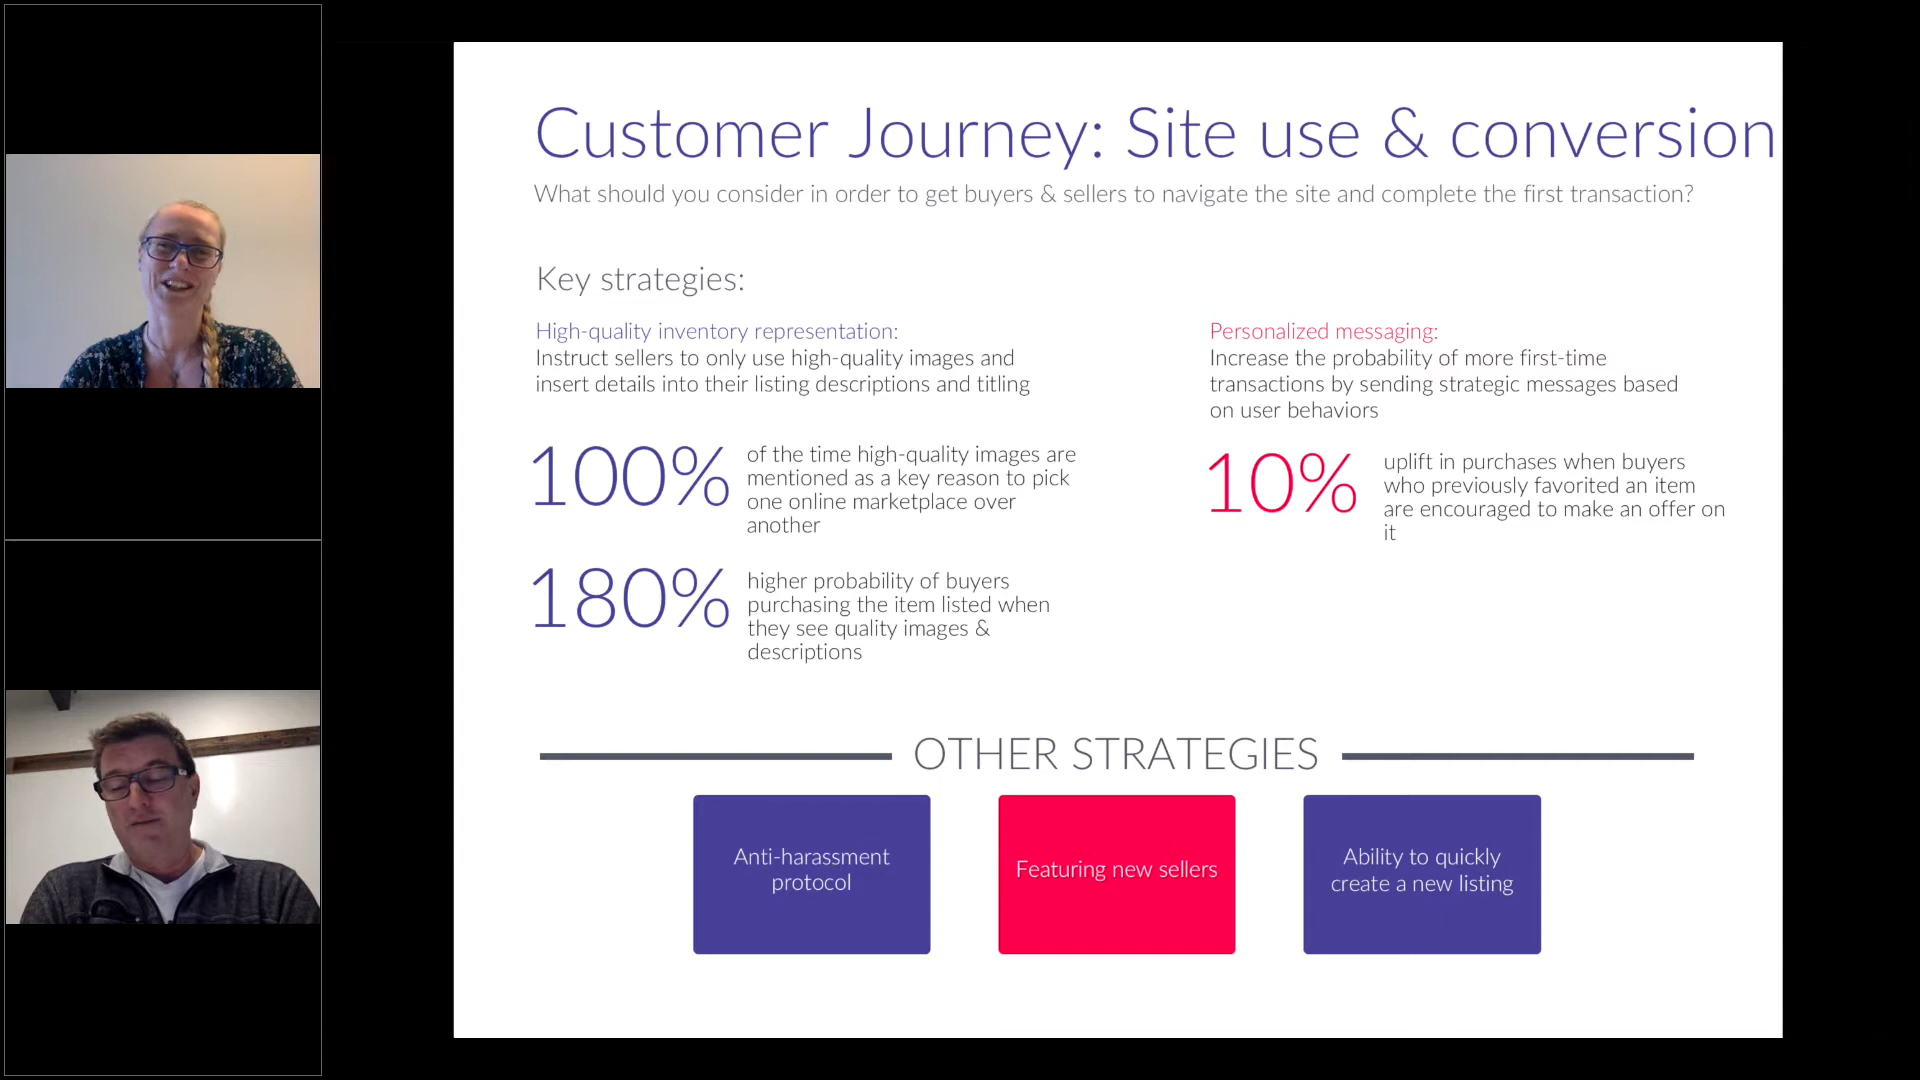 Customer Journey: Site use & conversion
What should you consider in order to get buyers & sellers to navigate the site and complete the first transaction?
Key strategies:
High-quality inventory representation:
Instruct sellers to only use high-quality images and
insert details into their listing descriptions and titling
100%
of the time high-quality images are
mentioned as a key reason to pick
one online marketplace over
another
180%
higher probability of buyers
purchasing the item listed when
they see quality images &
descriptions
Personalized messaging:
Increase the probability of more first-time
transactions by sending strategic messages based
on user behaviors
10%
uplift in purchases when buyers
who previously favorited an item
are encouraged to make an offer on
it
OTHER STRATEGIES
Anti-harassment
protocol
Featuring new sellers
Ability to quickly
create a new listing